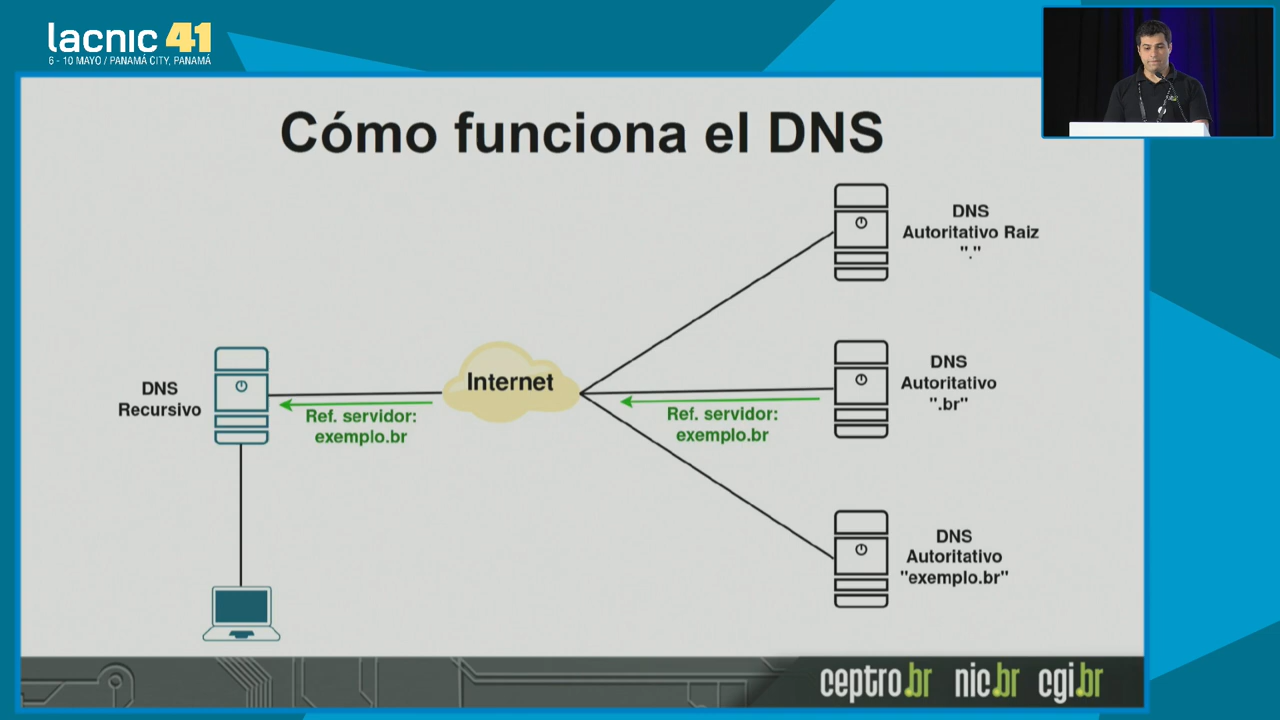 lacnic 41
6 - 10 MAYO / PANAMÁ CITY, PANAMÁ
Cómo funciona el DNS
DNS
Autoritativo Raiz
"."
DNS
Recursivo
Internet
Ref. servidor:
exemplo.br
Ref. servidor:
exemplo.br
DNS
Autoritativo
".br"
DNS
Autoritativo
"exemplo.br"
ceptro.br nic.br cgi.br